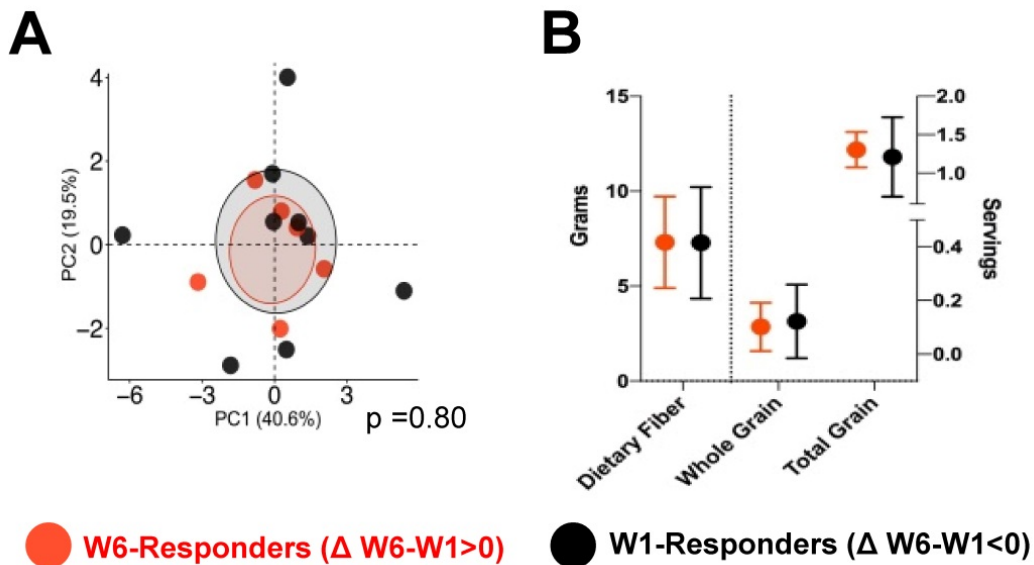 A
B
4
2
0
−2
PC2 (19.5%)
−6
−3
0
3
PC1 (40.6%)
p =0.80
15
10
5
0
Grams
2.0
1.5
1.0
0.4
0.2
0.0
Servings
Dietary Fiber
Whole Grain
Total Grain
W6-Responders (Δ W6-W1>0)
W1-Responders (Δ W6-W1<0)